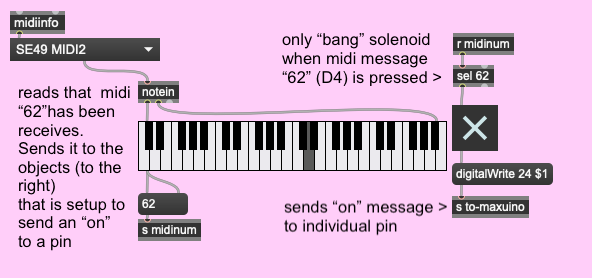 midiinfo
SE49 MIDI2
notein
reads that  midi
“62”has been
receives.
Sends it to the
objects (to the
right)
that is setup to
send an “on”
to a pin
62
s midinum
only “bang” solenoid
when midi message
“62” (D4) is pressed >
r midinum
sel 62
digitalWrite 24 $1
sends “on” message >
to individual pin
s to-maxuino